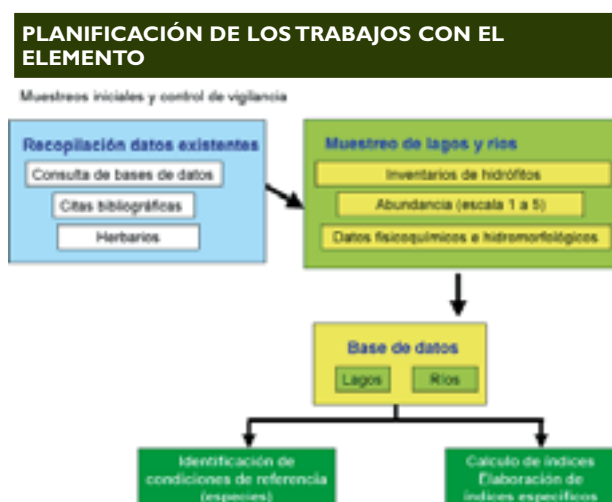 PLANIFICACIÓN DE LOS TRABAJOS CON EL
ELEMENTO
Muestreos iniciales y control de vigilancia
Recopilación datos existentes
Consulta de bases de datos
Citas bibliográficas
Herbarios
Muestreo de lagos y ríos
Inventarios de hidrófitos
Abundancia (escala 1 a 5)
Datos fisicoquímicos e hidromorfológicos
Base de datos
Lagos
Ríos
Identificación de
condiciones de referencia
(especies)
Calculo de índices
Elaboración de
índices específicos